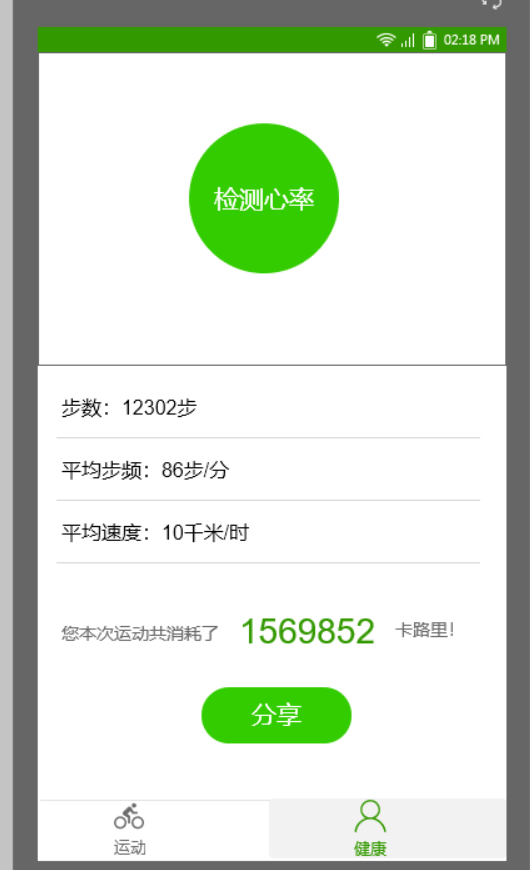 02:18 PM
检测心率
步数：12302步
平均步频：86步/分
平均速度：10千米/时
您本次运动共消耗了 1569852 卡路里！
分享
运动 健康